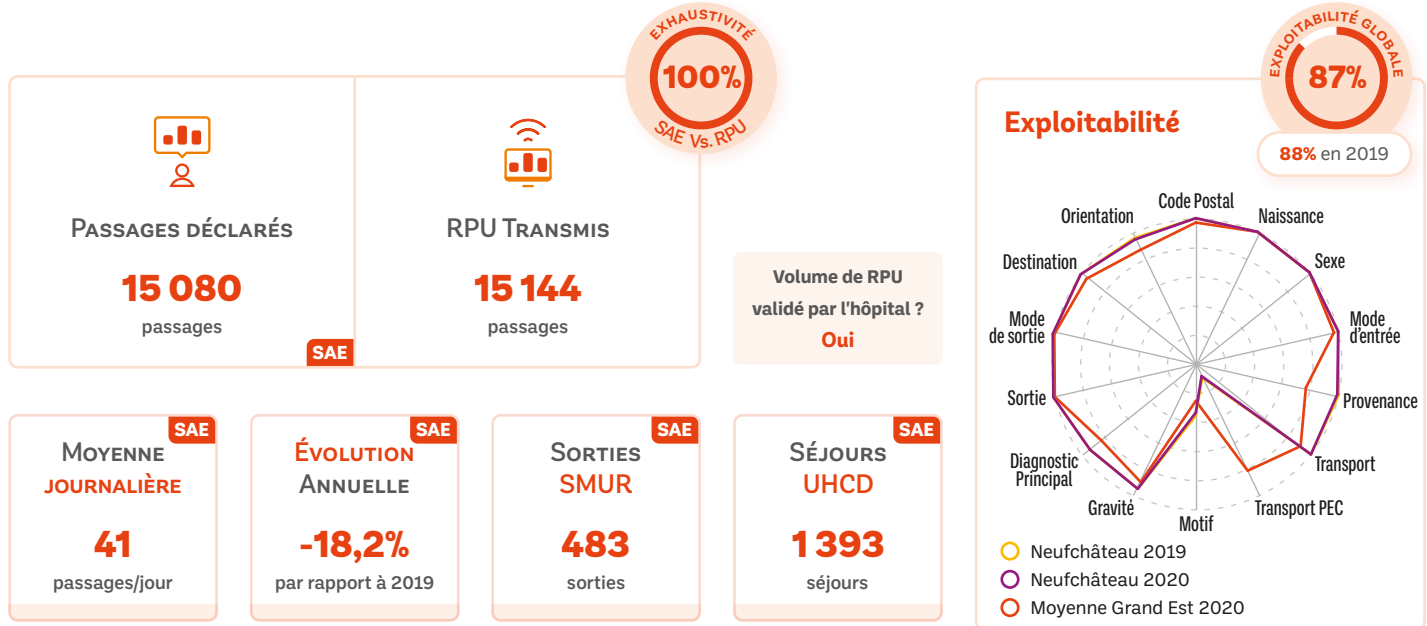 EXHAUSTIVITÉ
100%
SAE Vs. RPU
PASSAGES DÉCLARÉS
15 080
passages
SAE
RPU TRANSMIS
15 144
passages
Volume de RPU
validé par l'hôpital ?
Oui
SAE
MOYENNE
JOURNALIÈRE
41
passages/jour
SAE
ÉVOLUTION
ANNUELLE
-18,2%
par rapport à 2019
SAE
SORTIES
SMUR
483
sorties
SAE
SÉJOURS
UHCD
1 393
séjours
EXPLOITABILITÉ GLOBALE
87%
88% en 2019
Exploitabilité
Code Postal
Naissance
Sexe
Mode
d'entrée
Provenance
Transport
Transport PEC
Motif
Gravité
Diagnostic
Principal
Sortie
Mode
de sortie
Destination
Orientation
Neufchâteau 2019
Neufchâteau 2020
Moyenne Grand Est 2020